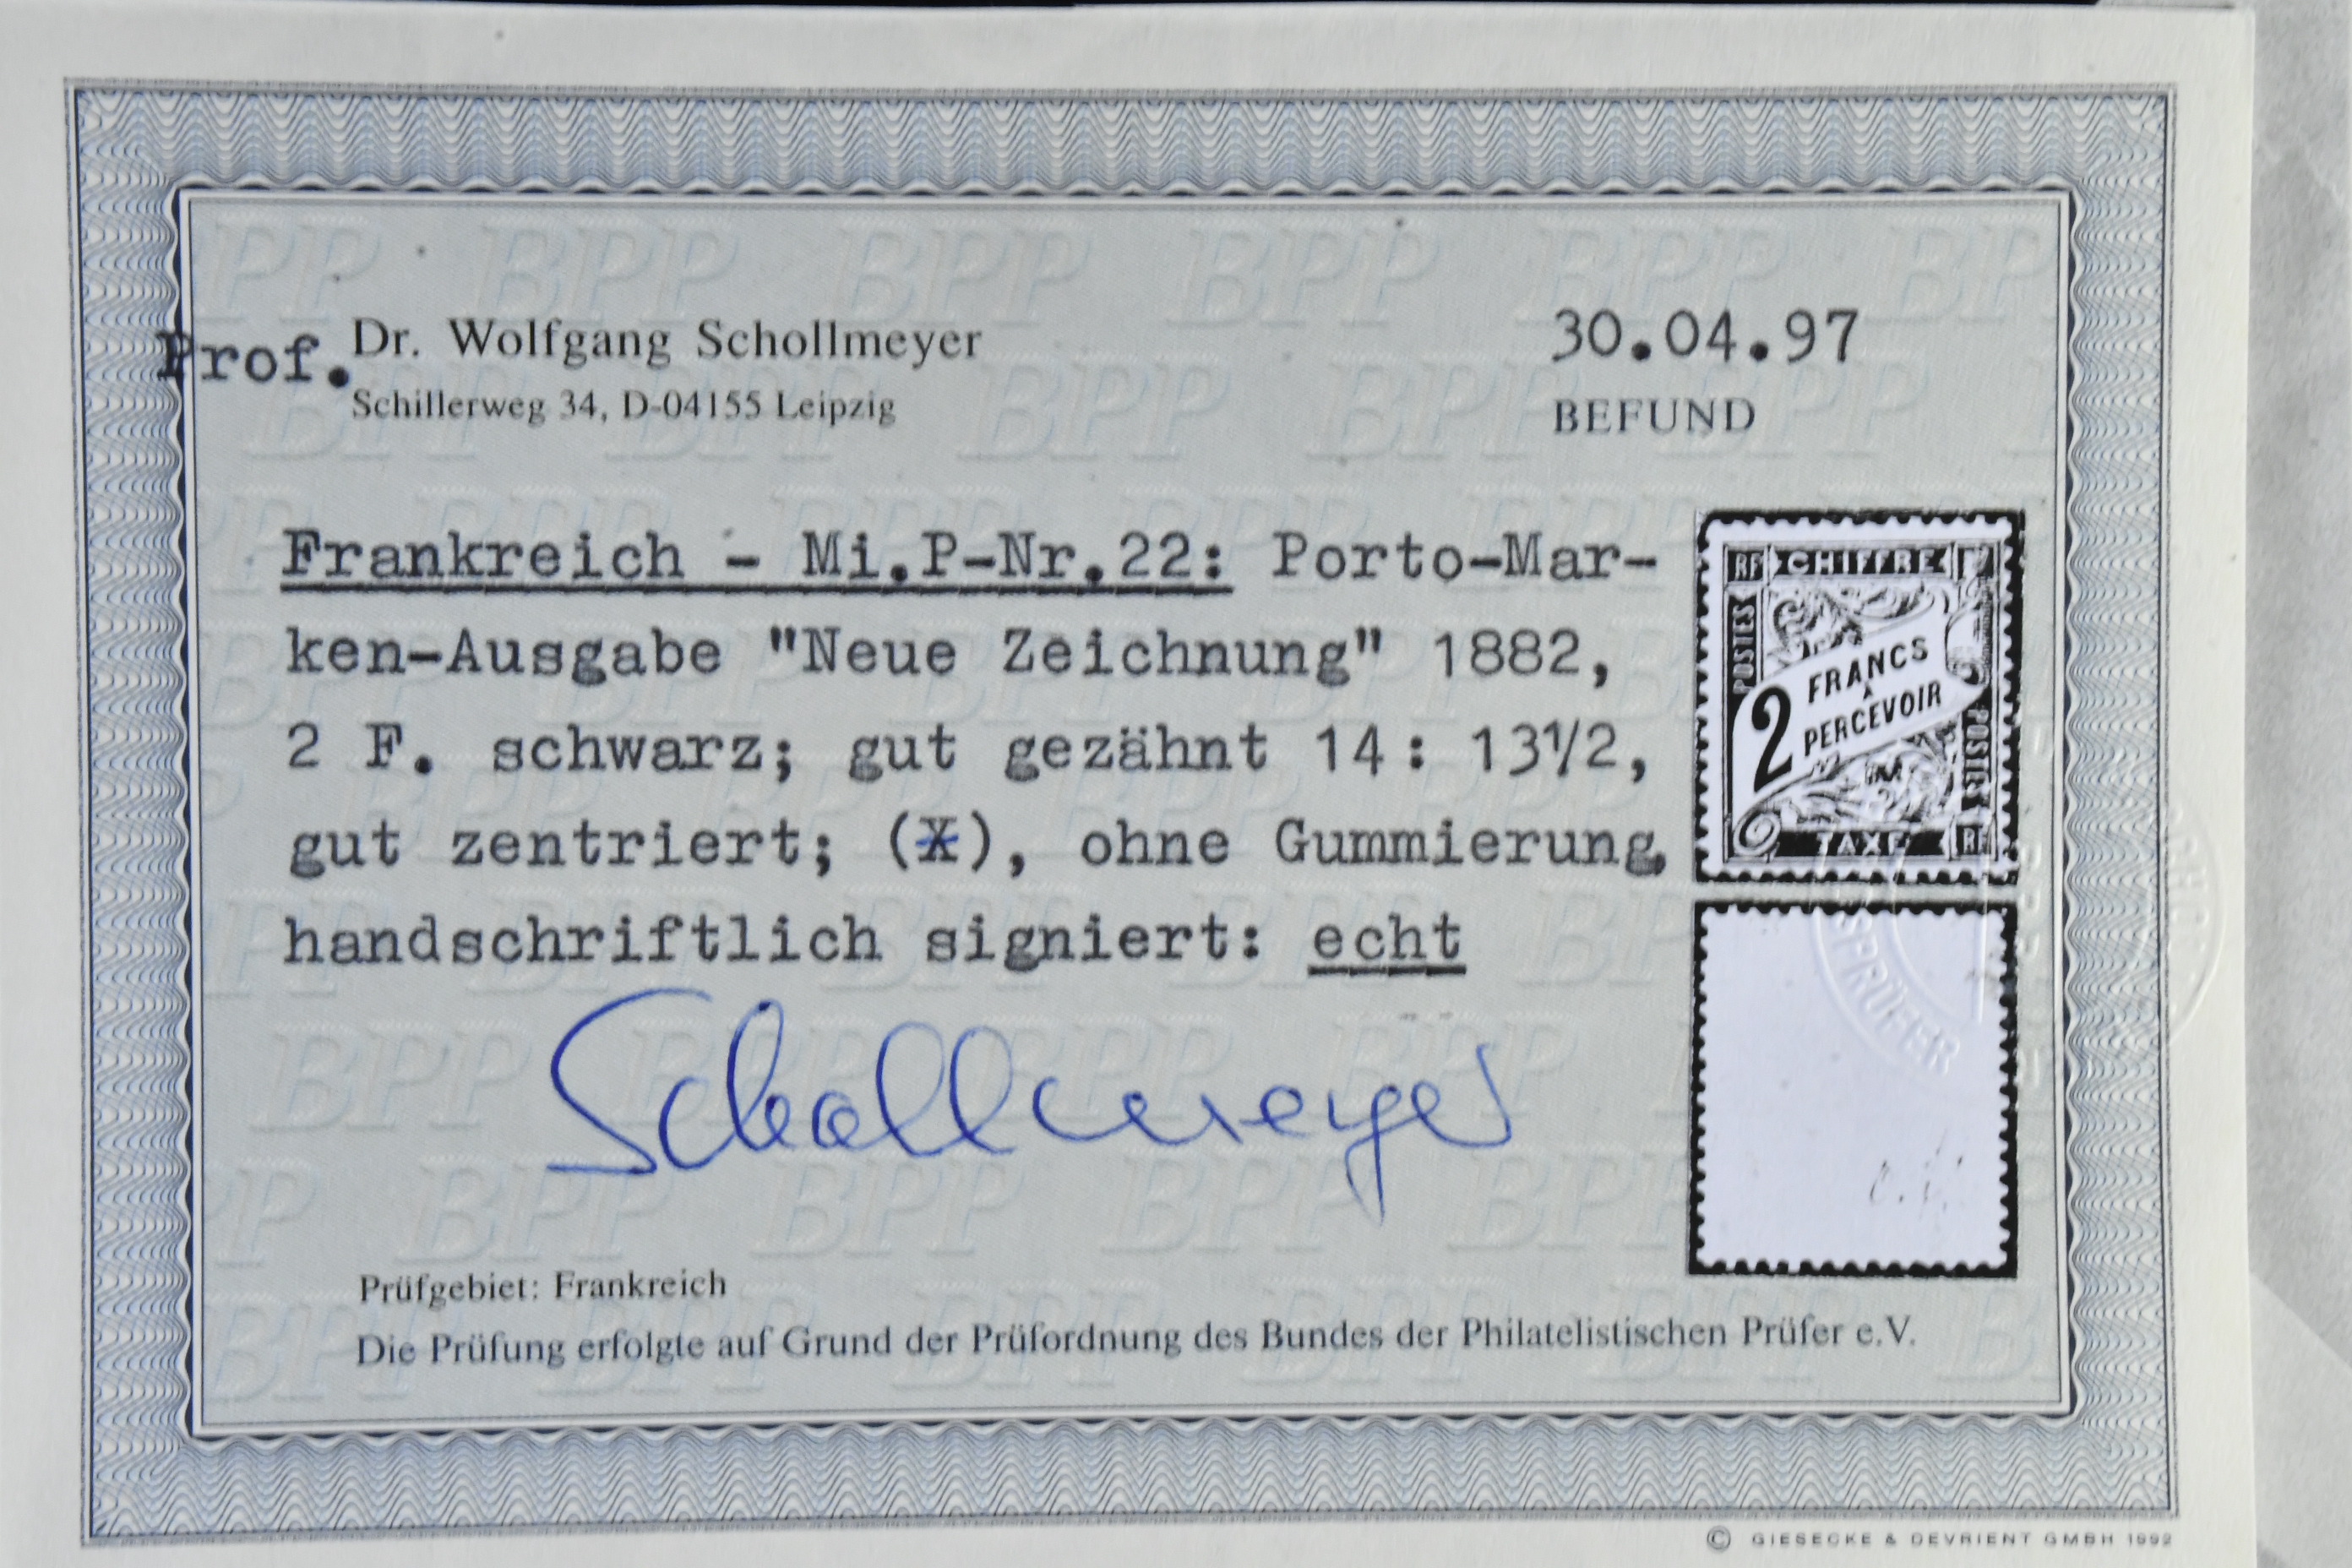 Prof. Dr. Wolfgang Schollmeyer
Schillerweg 34, D-04155 Leipzig
30.04.97
BEFUND
Frankreich - Mi.P-Nr.22: Porto-Mar-
ken-Ausgabe "Neue Zeichnung" 1882,
2 F. schwarz; gut gezähnt 14: 13½,
gut zentriert; (X), ohne Gummierung,
handschriftlich signiert: echt
Schollmeyer
RF CHIFFRE
POSTES
2 FRANCS
A
PERCEVOIR
POSTES
TAXE RF
PRÜFER
Prüfgebiet: Frankreich
Die Prüfung erfolgte auf Grund der Prüfordnung des Bundes der Philatelistischen Prüfer e.V.
© GIESECKE & DEVRIENT GMBH 1992